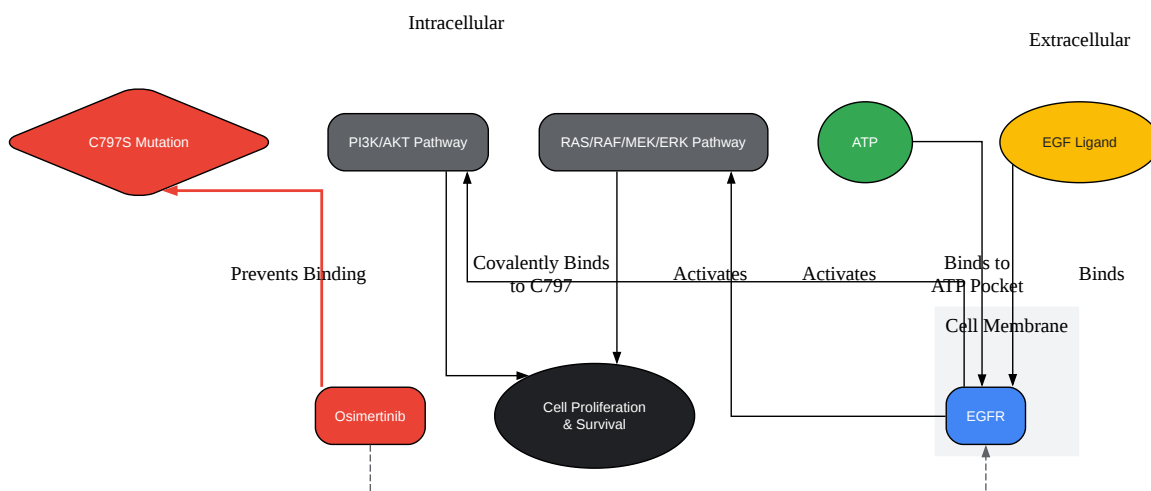 Intracellular
Extracellular
C797S Mutation
PI3K/AKT Pathway
RAS/RAF/MEK/ERK Pathway
ATP
EGF Ligand
Prevents Binding
Covalently Binds
to C797
Activates
Activates
Binds to
ATP Pocket
Binds
Cell Membrane
Osimertinib
Cell Proliferation
& Survival
EGFR